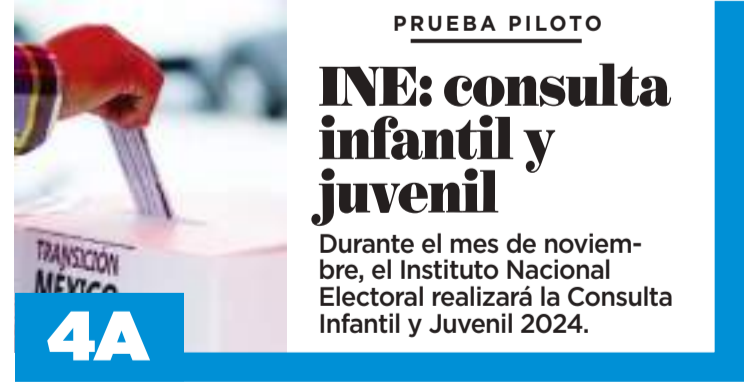 PRUEBA PILOTO
INE: consulta
infantil y
juvenil
Durante el mes de noviem-
bre, el Instituto Nacional
Electoral realizará la Consulta
Infantil y Juvenil 2024.
TRANSICIÓN
MÉXICO
4A